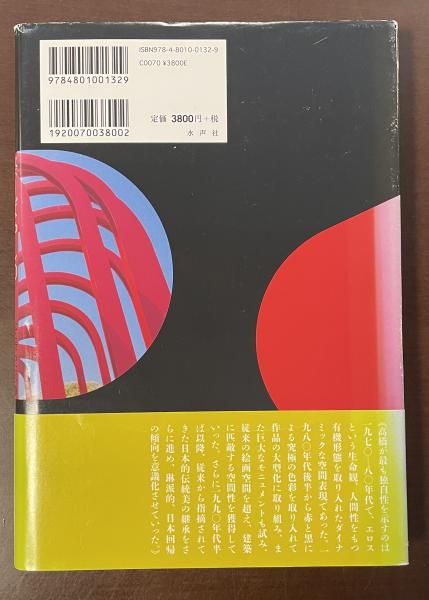 ISBN978-4-8010-0132-9
C0070 ¥3800E
9784801001329
定価 3800円+税
1920070038002
水声社
《高橋が最も独自性を示すのは
一九七〇-八〇年代で、エロス
という生命観、人間性をもつ
有機形態を取り入れたダイナ
ミックな空間表現であった。一
九八〇年代後半から赤と黒に
よる究極の色彩を取り入れて
作品の大型化に取り組み、ま
た巨大なモニュメントも試み、
従来の絵画空間を超え、建築
に匹敵する空間性を獲得して
いった。さらに一九九〇年代半
ば以降、従来から指摘されて
きた日本的伝統美の継承をさ
らに進め、琳派的、日本回帰
の傾向を意識化させていった。》